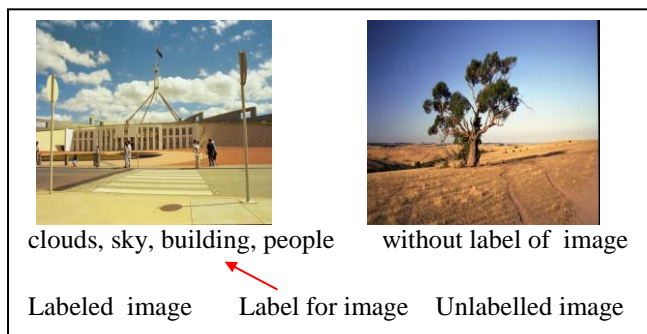 clouds, sky, building, people without label of image
Labeled image Label for image Unlabelled image